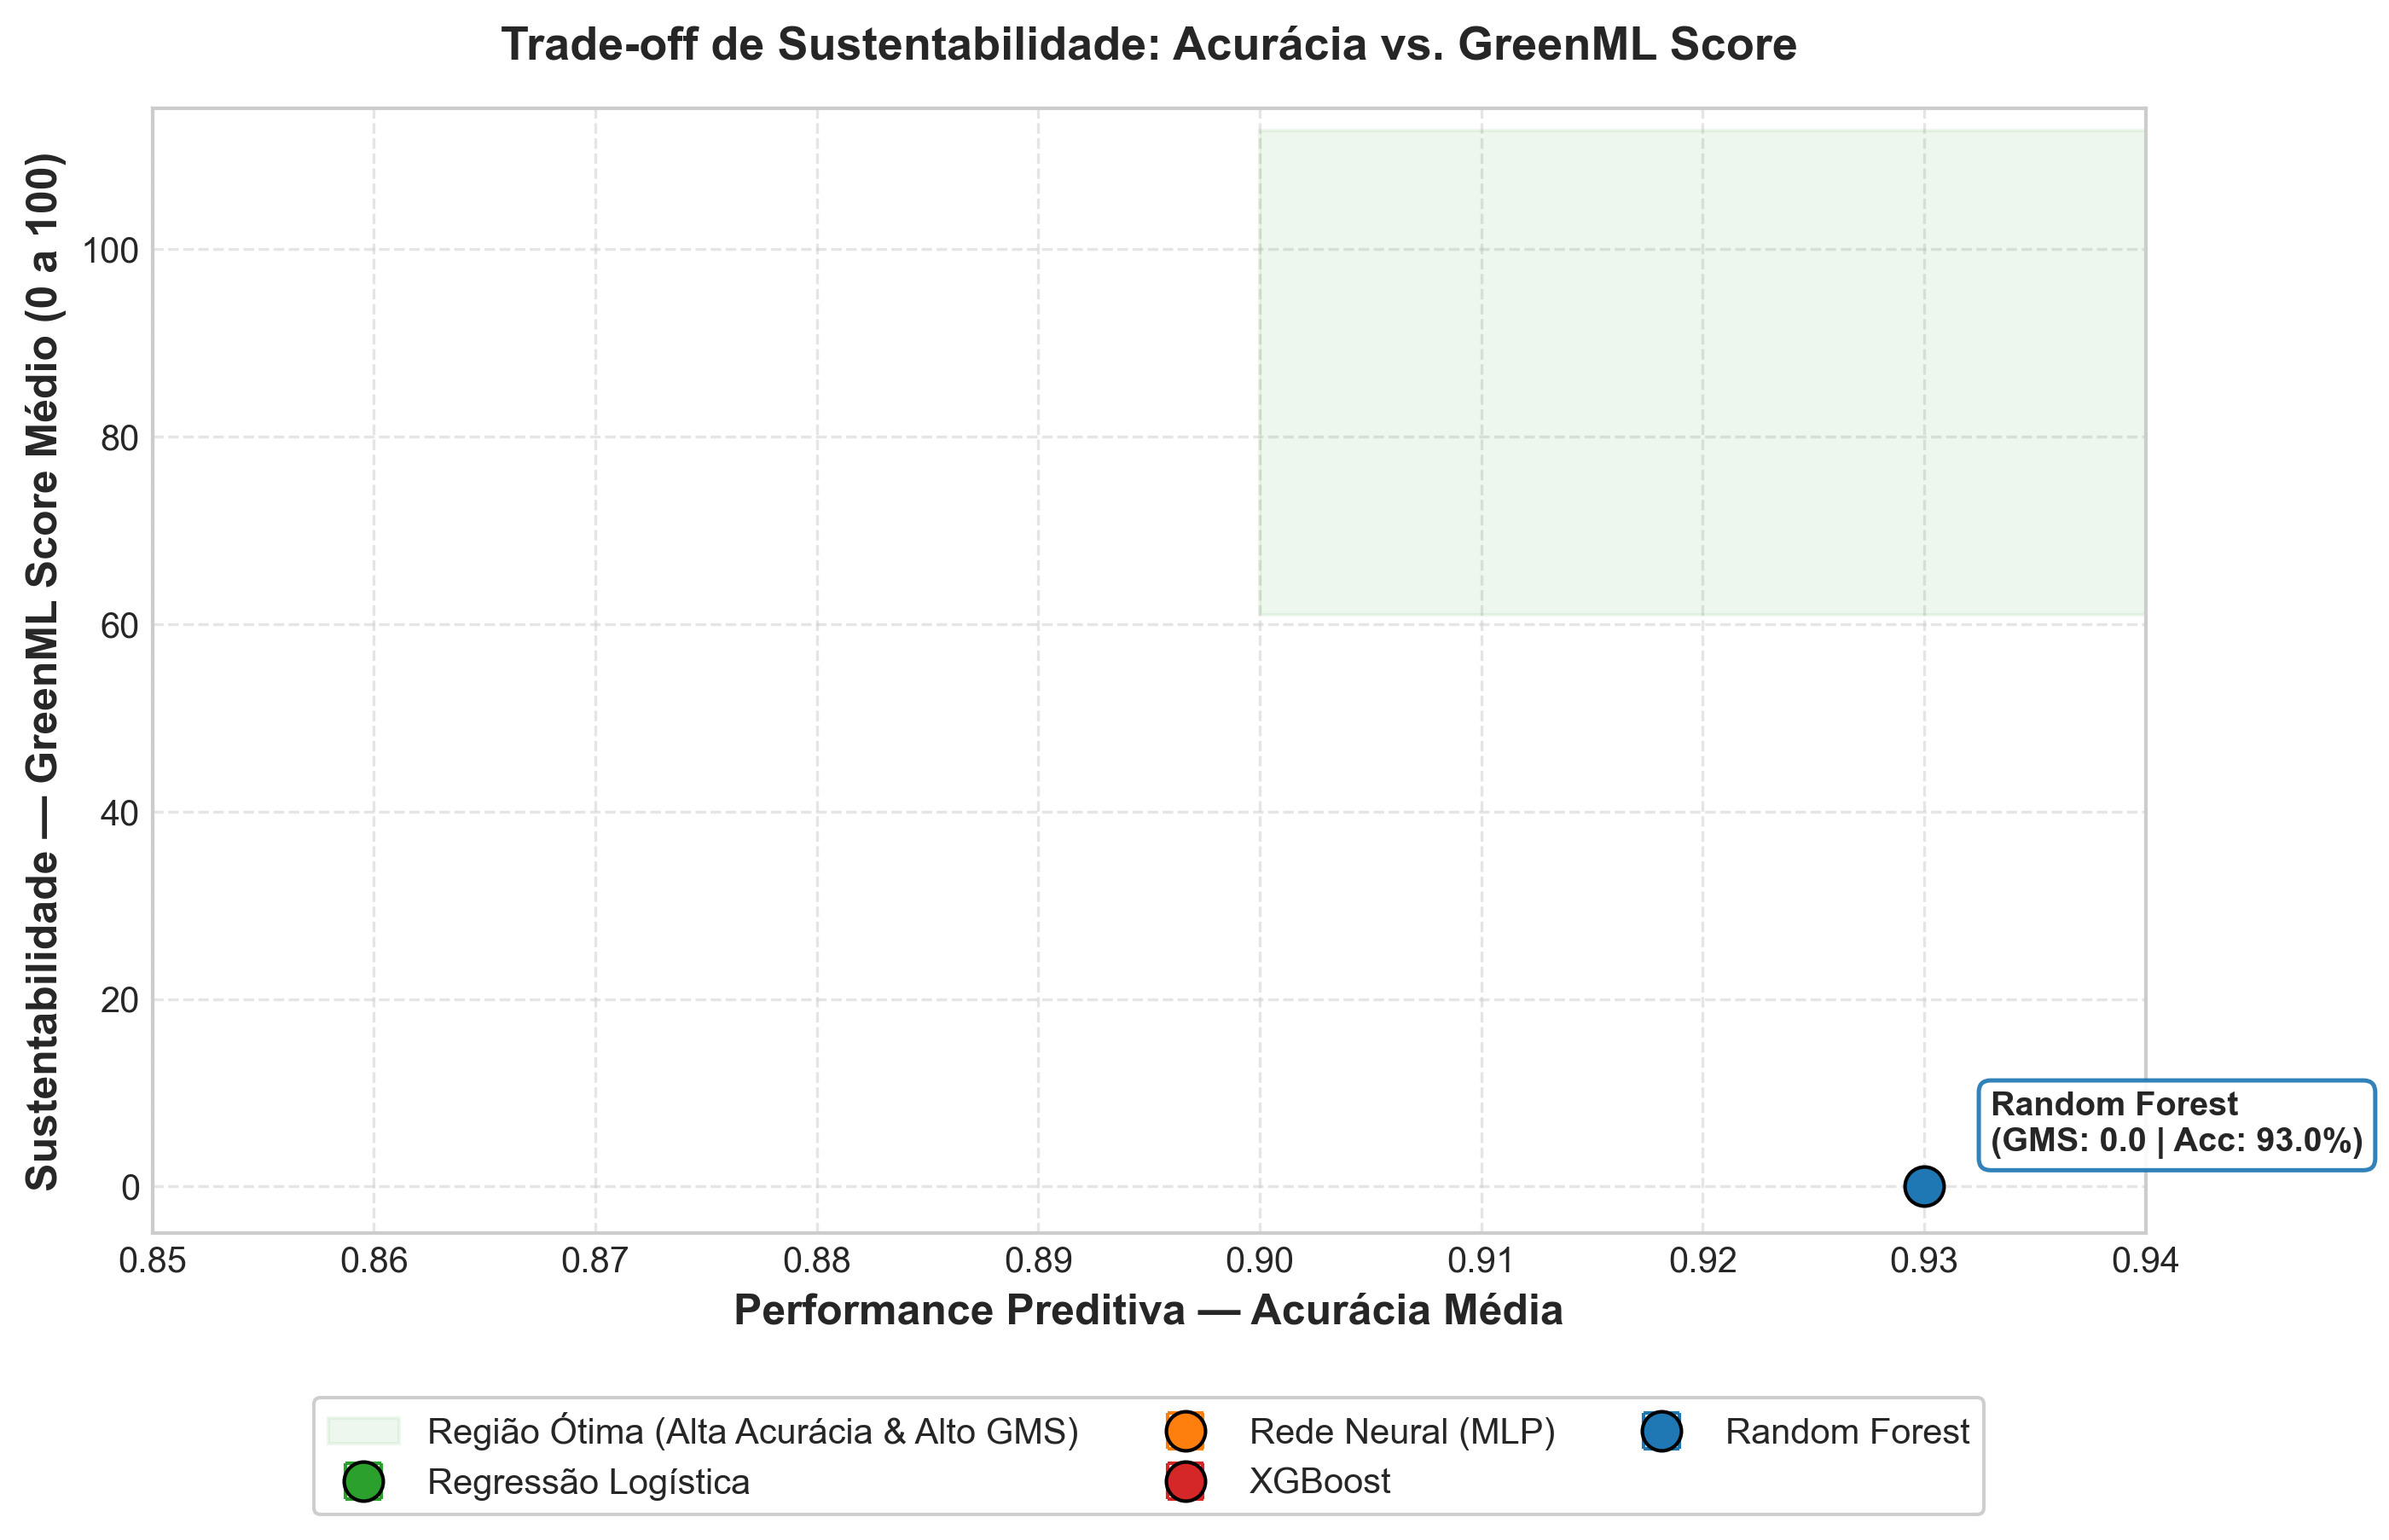 Trade-off de Sustentabilidade: Acurácia vs. GreenML Score
Sustentabilidade — GreenML Score Médio (0 a 100)
100
80
60
40
20
0
Random Forest
(GMS: 0.0 | Acc: 93.0%)
0.85
0.86
0.87
0.88
0.89
0.90
0.91
0.92
0.93
0.94
Performance Preditiva — Acurácia Média
Região Ótima (Alta Acurácia & Alto GMS)
Regressão Logística
Rede Neural (MLP)
XGBoost
Random Forest